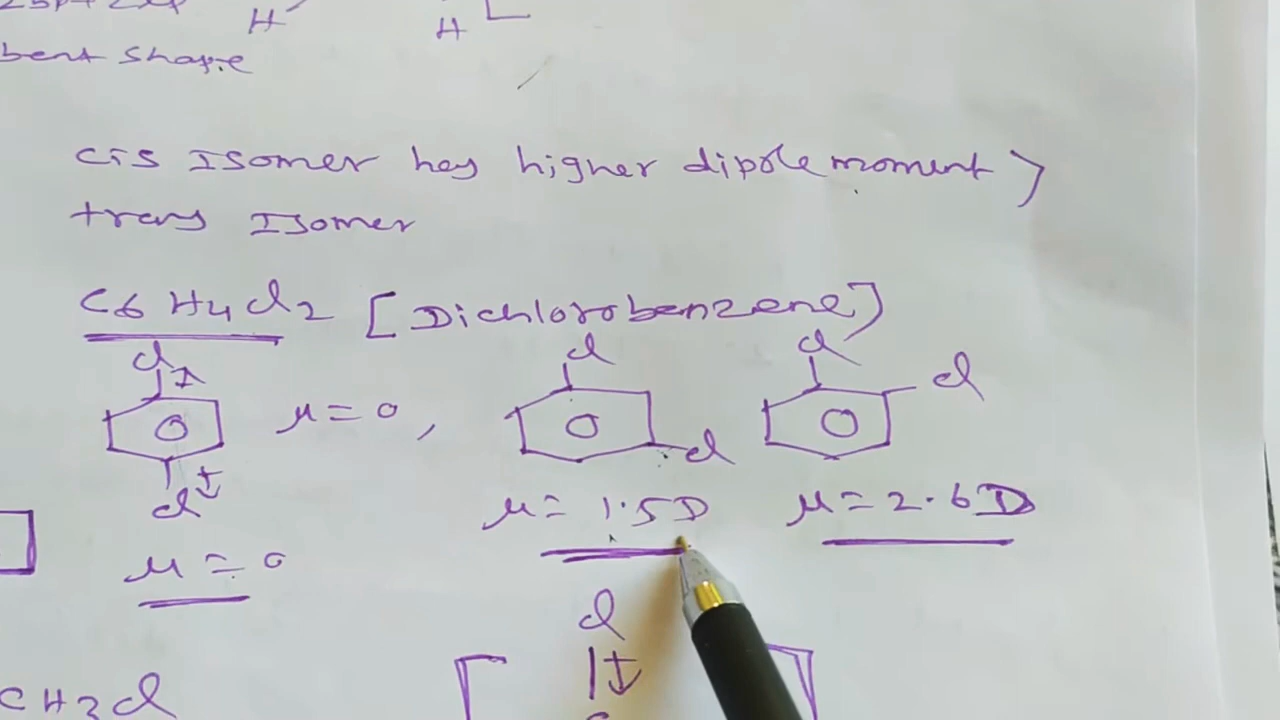 H H
bent shape
cis Isomer hay higher dipole moment >
trans Isomer
C6H4Cl2 [Dichlorobenzene]
Cl Cl Cl
Cl
μ = 0,
Cl
Cl
μ = 1.5D μ = 2.6D
μ = 0
Cl
CH3Cl